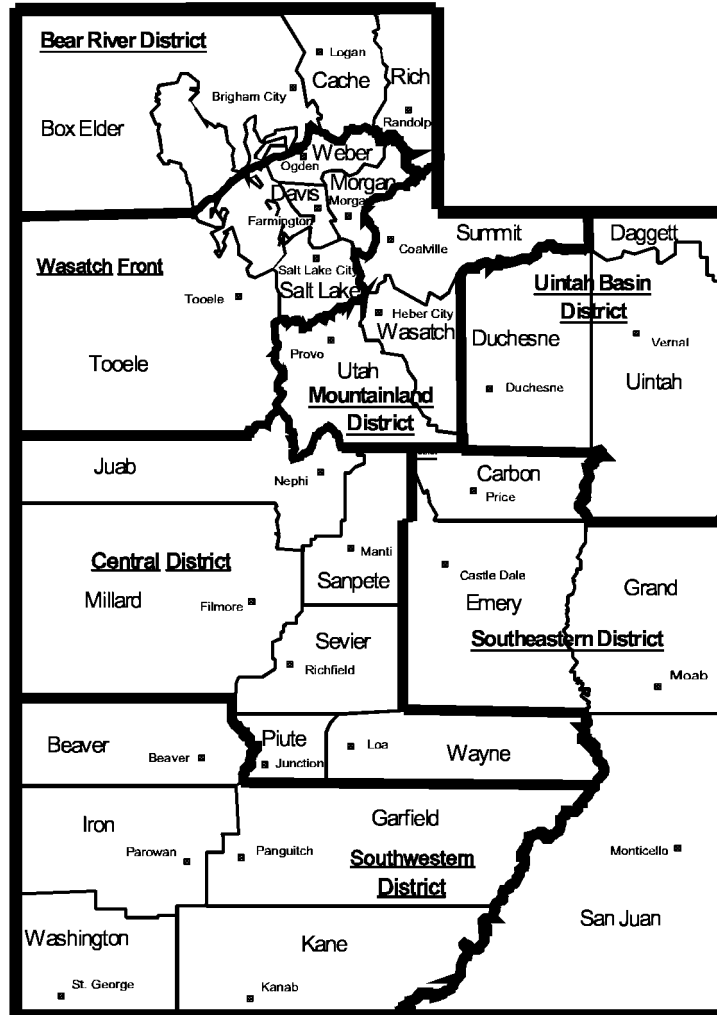 Bear River District
Logan
Cache
Rich
Brigham City
Randolp
Box Elder
Weber
Ogden
Morgan
Morgan
Davis
Farmington
Summit
Daggett
Coalville
Wasatch Front
Salt Lake City
Salt Lake
Uintah Basin
District
Tooele
Heber City
Wasatch
Duchesne
Vernal
Provo
Tooele
Utah
Uintah
Mountainland
District
Duchesne
Juab
Nephi
Carbon
Price
Central District
Manti
Castle Dale
Sanpete
Grand
Millard
Filmore
Emery
Sevier
Southeastern District
Richfield
Moab
Beaver
Piute
Loa
Wayne
Beaver
Junction
Iron
Garfield
Parowan
Panguitch
Southwestern
District
Monticello
San Juan
Washington
Kane
St. George
Kanab